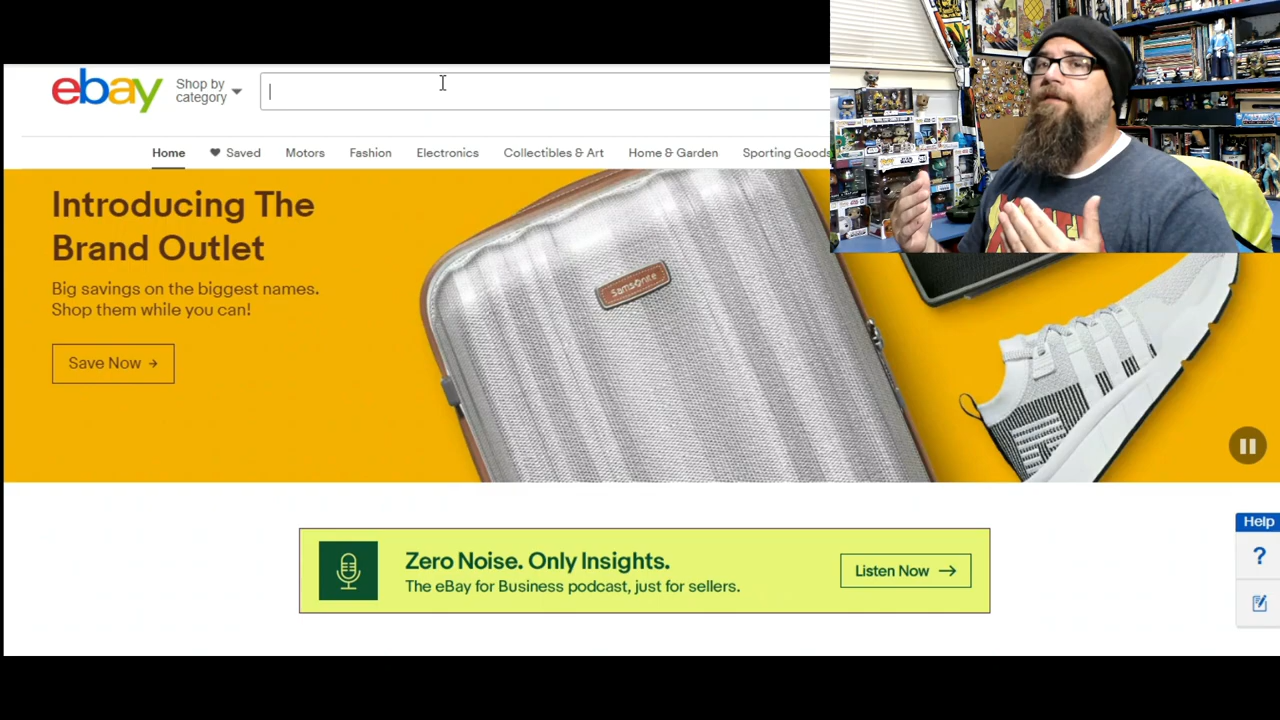 ebay
Shop by
category
Home
Saved
Motors
Fashion
Electronics
Collectibles & Art
Home & Garden
Sporting Goods
Introducing The
Brand Outlet
Big savings on the biggest names.
Shop them while you can!
Save Now →
Samsonite
Zero Noise. Only Insights.
The eBay for Business podcast, just for sellers.
Listen Now →
Help
?